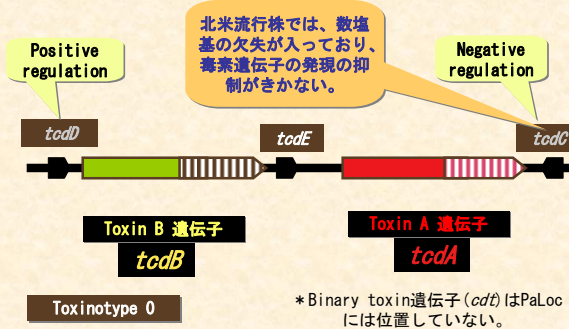 北米流行株では、数塩
基の欠失が入っており、
毒素遺伝子の発現の抑
制がきかない。
Positive
regulation
Negative
regulation
tcdD
tcdE
tcdC
Toxin B 遺伝子
tcdB
Toxin A 遺伝子
tcdA
Toxinotype 0
*Binary toxin遺伝子(cdt)はPaLoc
には位置していない。